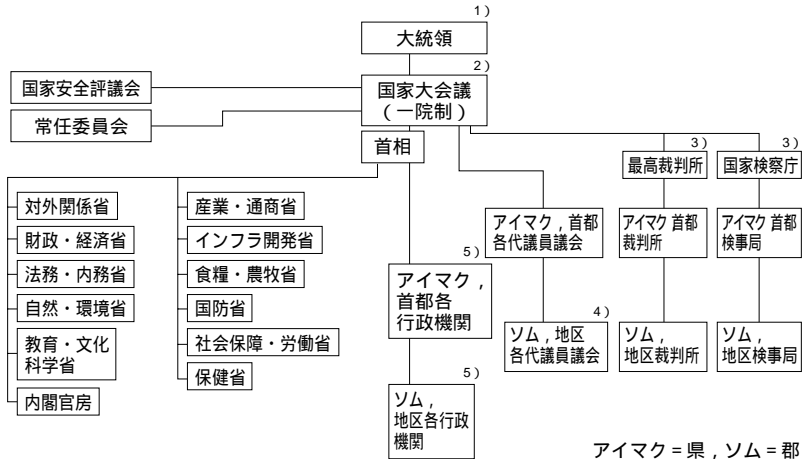 1)
大統領
2)
国家安全評議会
国家大会議
（一院制）
常任委員会
首相
3)
最高裁判所
3)
国家検察庁
対外関係省
産業・通商省
財政・経済省
インフラ開発省
法務・内務省
食糧・農牧省
自然・環境省
国防省
教育・文化
科学省
社会保障・労働省
内閣官房
保健省
5)
アイマク，
首都各
行政機関
5)
ソム，
地区各行政
機関
アイマク，首都
各代議員議会
4)
ソム，地区
各代議員議会
アイマク 首都
裁判所
ソム，
地区裁判所
アイマク 首都
検事局
ソム，
地区検事局
アイマク＝県，ソム＝郡